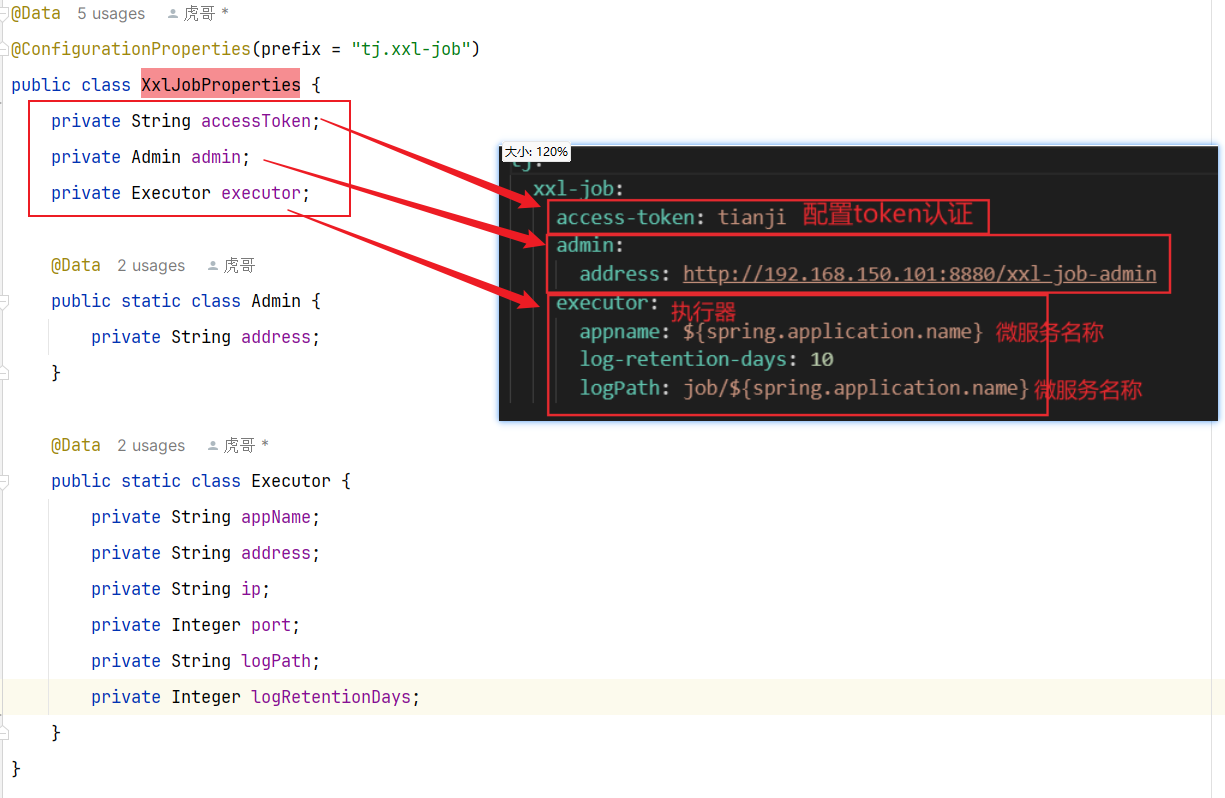 @Data 5 usages 虎哥 *
@ConfigurationProperties(prefix = "tj.xxl-job")
public class XxlJobProperties {
private String accessToken;
private Admin admin;
private Executor executor;
@Data 2 usages 虎哥
public static class Admin {
private String address;
}
@Data 2 usages 虎哥 *
public static class Executor {
private String appName;
private String address;
private String ip;
private Integer port;
private String logPath;
private Integer logRetentionDays;
}
}
大小: 120%
tj:
xxl-job:
access-token: tianji 配置token认证
admin:
address: http://192.168.150.101:8880/xxl-job-admin
executor: 执行器
appname: ${spring.application.name} 微服务名称
log-retention-days: 10
logPath: job/${spring.application.name} 微服务名称